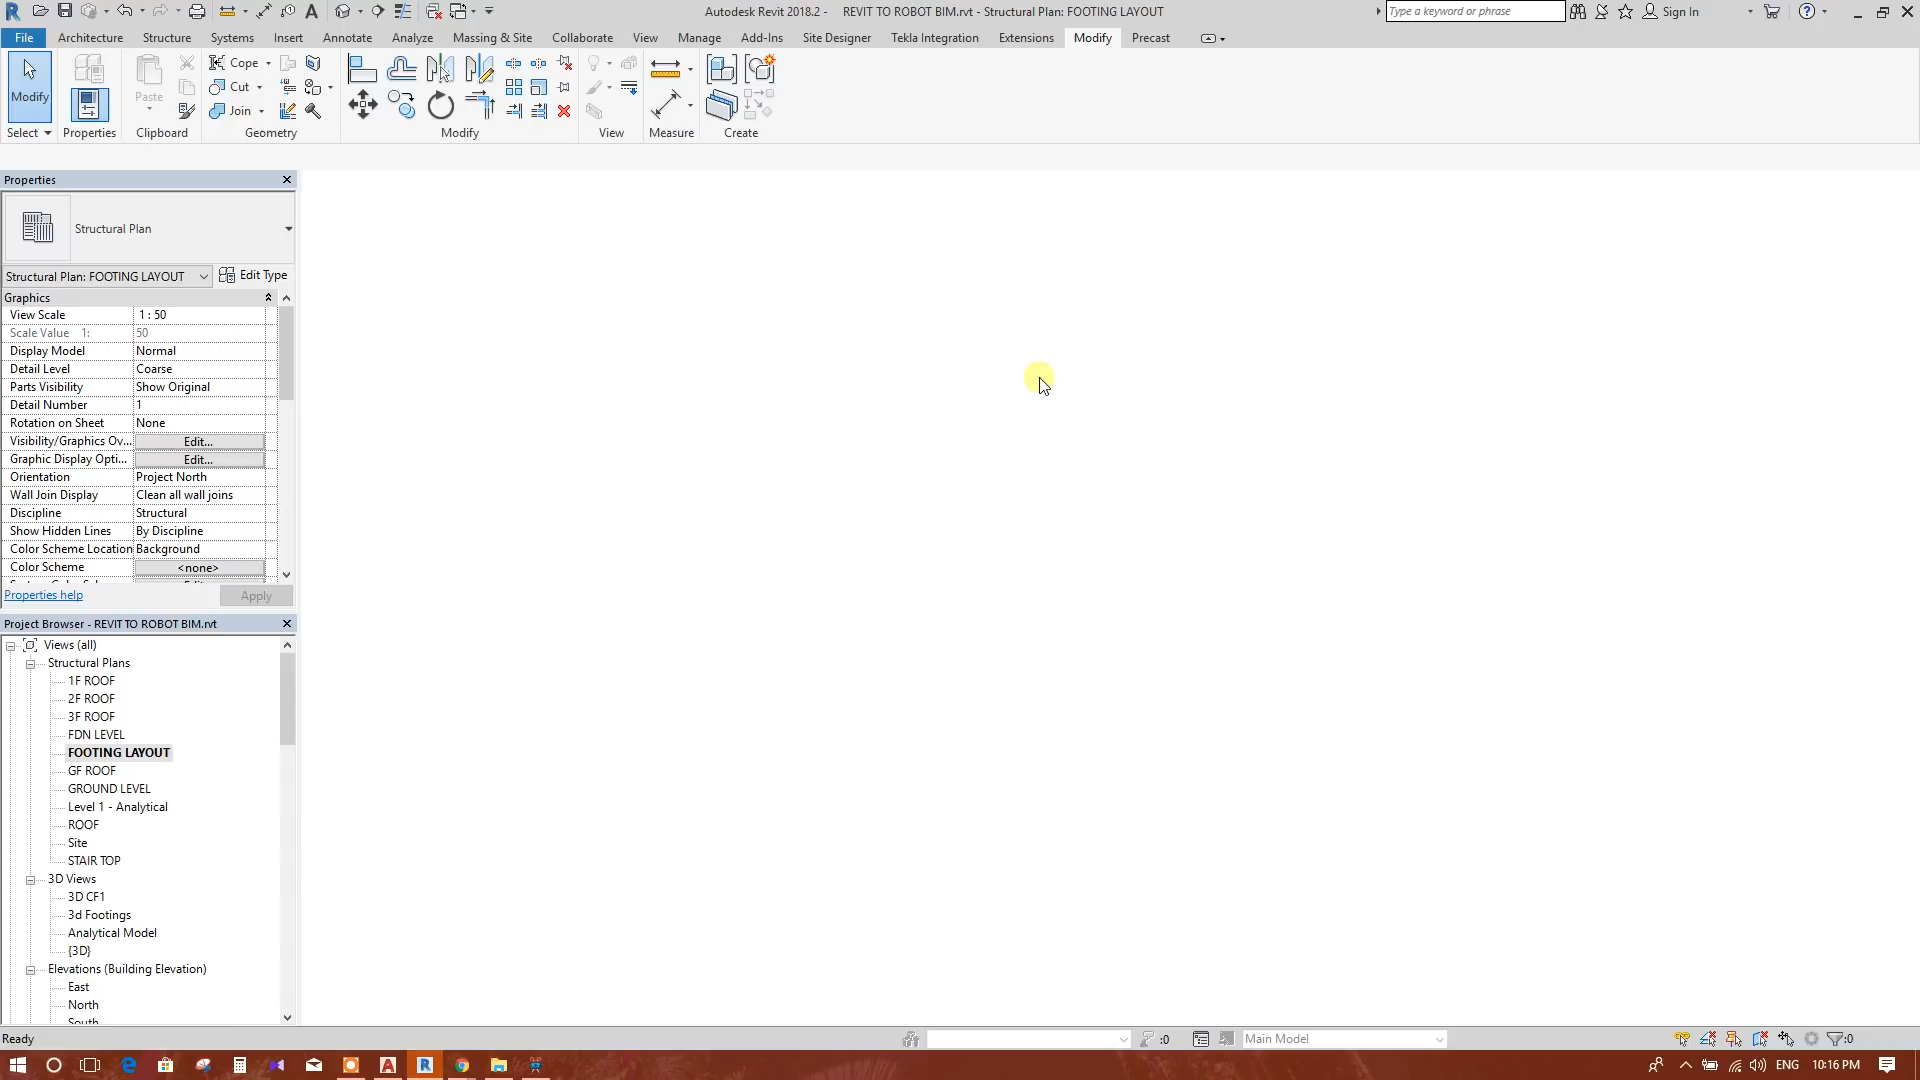 Autodesk Revit 2018.2 - REVIT TO ROBOT BIM.rvt - Structural Plan: FOOTING LAYOUT
Type a keyword or phrase
Sign In
File Architecture Structure Systems Insert Annotate Analyze Massing & Site Collaborate View Manage Add-Ins Site Designer Tekla Integration Extensions Modify Precast
Modify
Paste
Cope
Cut
Join
Select Properties Clipboard Geometry Modify View Measure Create
Properties
Structural Plan
Structural Plan: FOOTING LAYOUT Edit Type
Graphics
View Scale 1 : 50
Scale Value 1: 50
Display Model Normal
Detail Level Coarse
Parts Visibility Show Original
Detail Number 1
Rotation on Sheet None
Visibility/Graphics Ov... Edit...
Graphic Display Opti... Edit...
Orientation Project North
Wall Join Display Clean all wall joins
Discipline Structural
Show Hidden Lines By Discipline
Color Scheme Location Background
Color Scheme <none>
Properties help Apply
Project Browser - REVIT TO ROBOT BIM.rvt
Views (all)
Structural Plans
1F ROOF
2F ROOF
3F ROOF
FDN LEVEL
FOOTING LAYOUT
GF ROOF
GROUND LEVEL
Level 1 - Analytical
ROOF
Site
STAIR TOP
3D Views
3D CF1
3d Footings
Analytical Model
{3D}
Elevations (Building Elevation)
East
North
South
Ready
:0
Main Model
:0
ENG 10:16 PM